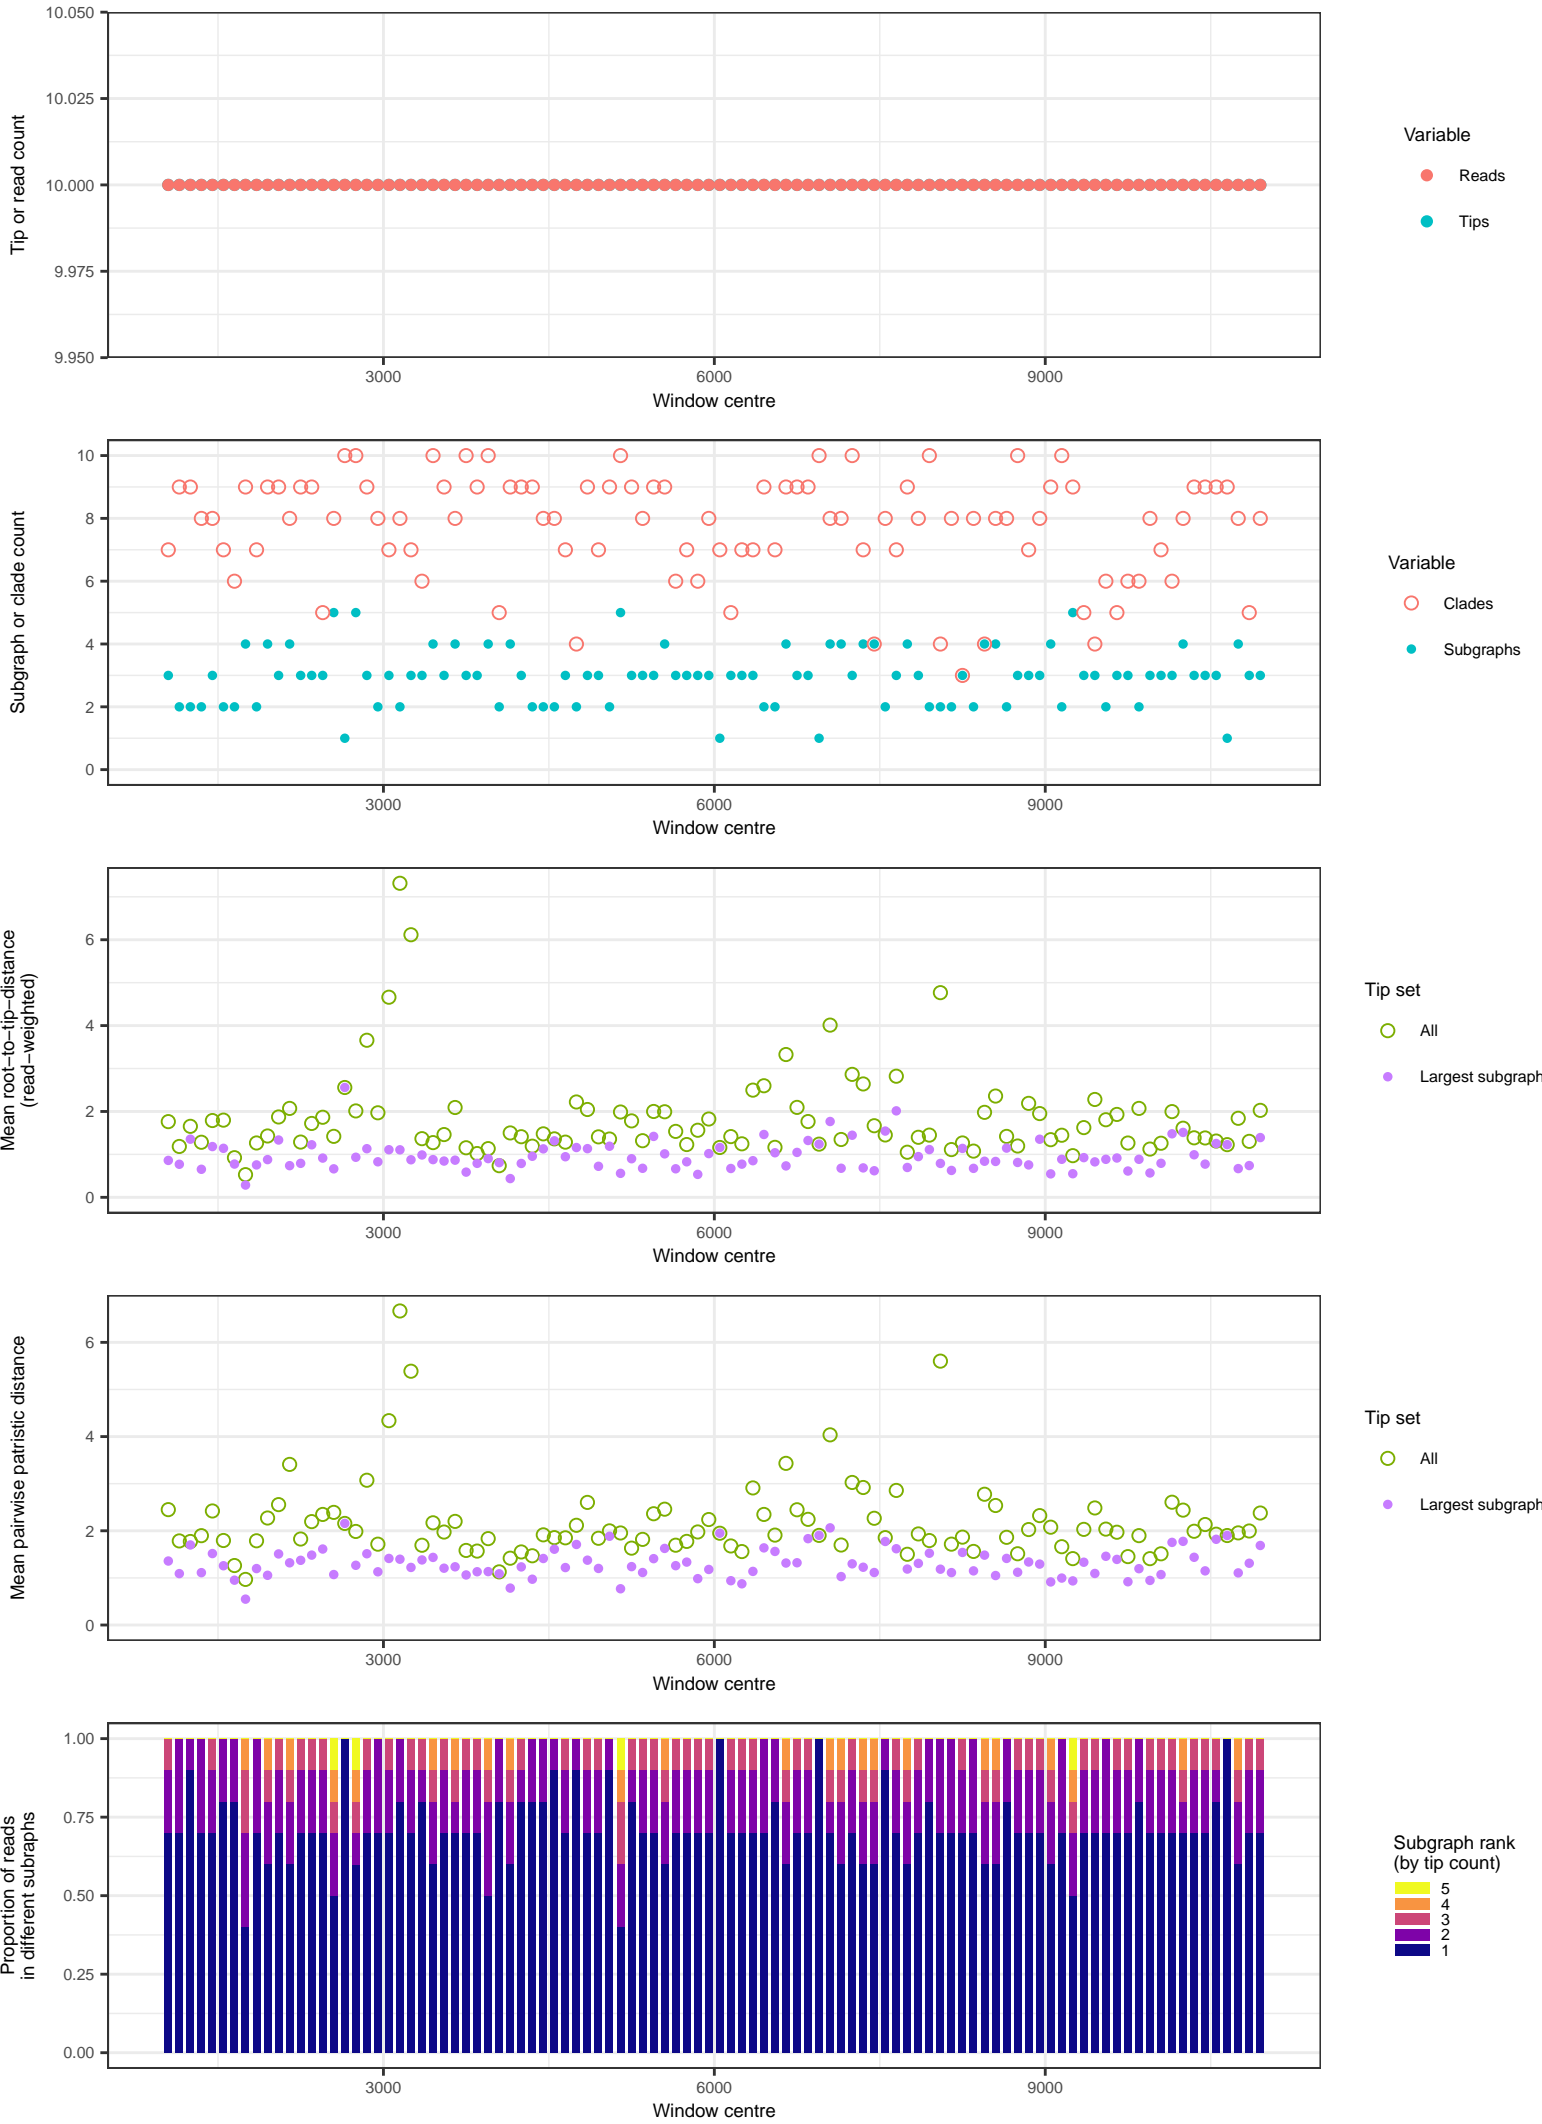 10.050
10.025
10.000
9.975
9.950
Tip or read count
3000
6000
9000
Window centre
Variable
Reads
Tips
10
8
6
4
2
0
Subgraph or clade count
3000
6000
9000
Window centre
Variable
Clades
Subgraphs
6
4
2
0
Mean root−to−tip−distance
(read−weighted)
3000
6000
9000
Window centre
Tip set
All
Largest subgraph
6
4
2
0
Mean pairwise patristic distance
3000
6000
9000
Window centre
Tip set
All
Largest subgraph
1.00
0.75
0.50
0.25
0.00
Proportion of reads
in different subraphs
3000
6000
9000
Window centre
Subgraph rank
(by tip count)
5
4
3
2
1